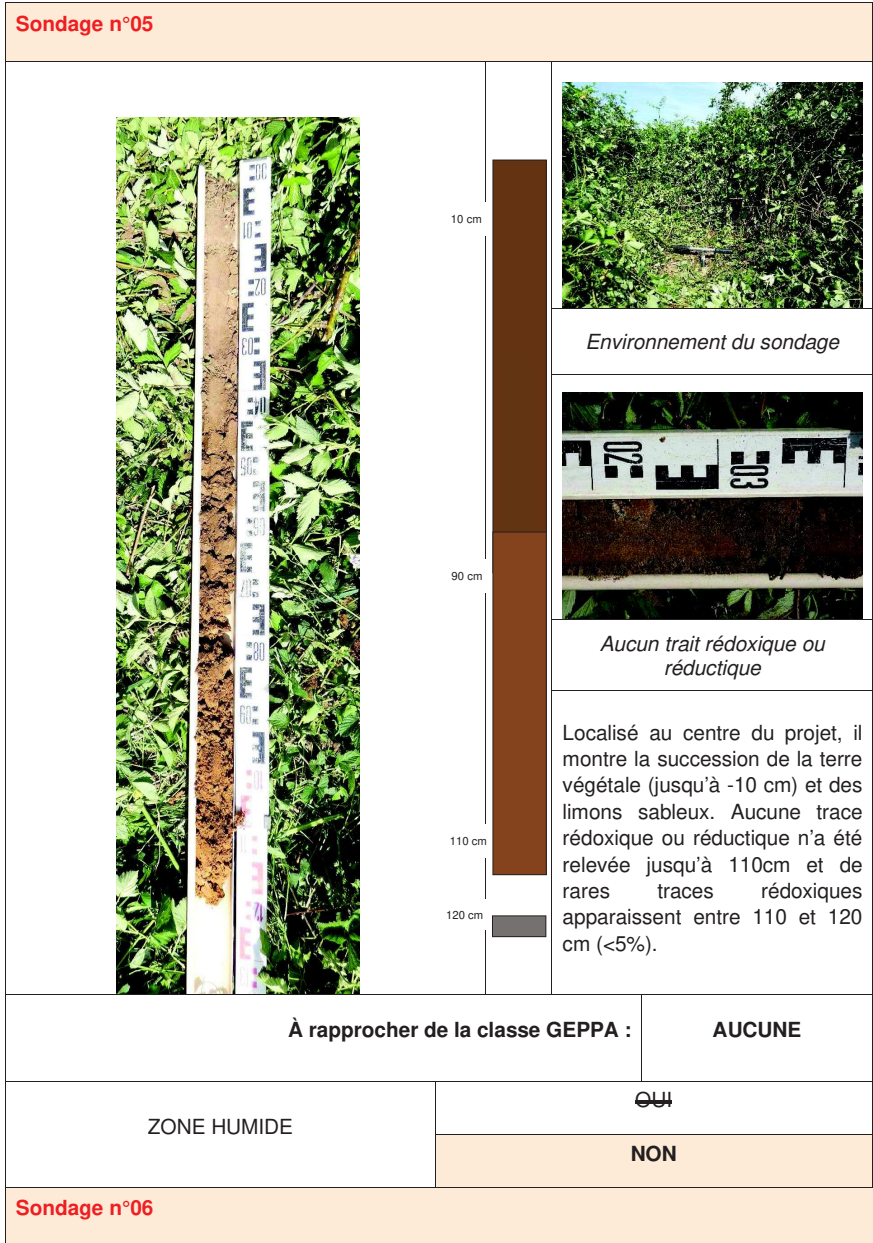 Sondage n°05
10 cm
90 cm
110 cm
120 cm
Environnement du sondage
Aucun trait rédoxique ou
réductique
Localisé au centre du projet, il
montre la succession de la terre
végétale (jusqu'à -10 cm) et des
limons sableux. Aucune trace
rédoxique ou réductique n'a été
relevée jusqu'à 110cm et de
rares traces rédoxiques
apparaissent entre 110 et 120
cm (<5%).
À rapprocher de la classe GEPPA :
AUCUNE
ZONE HUMIDE
OUI
NON
Sondage n°06